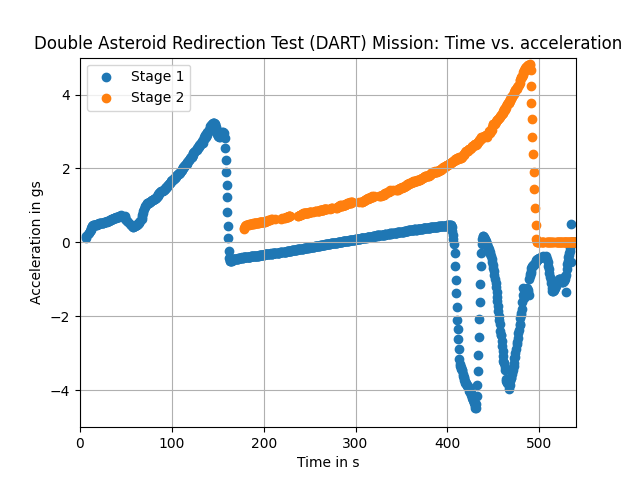 Double Asteroid Redirection Test (DART) Mission: Time vs. acceleration
Stage 1
Stage 2
Acceleration in gs
4
2
0
−2
−4
0 100 200 300 400 500
Time in s